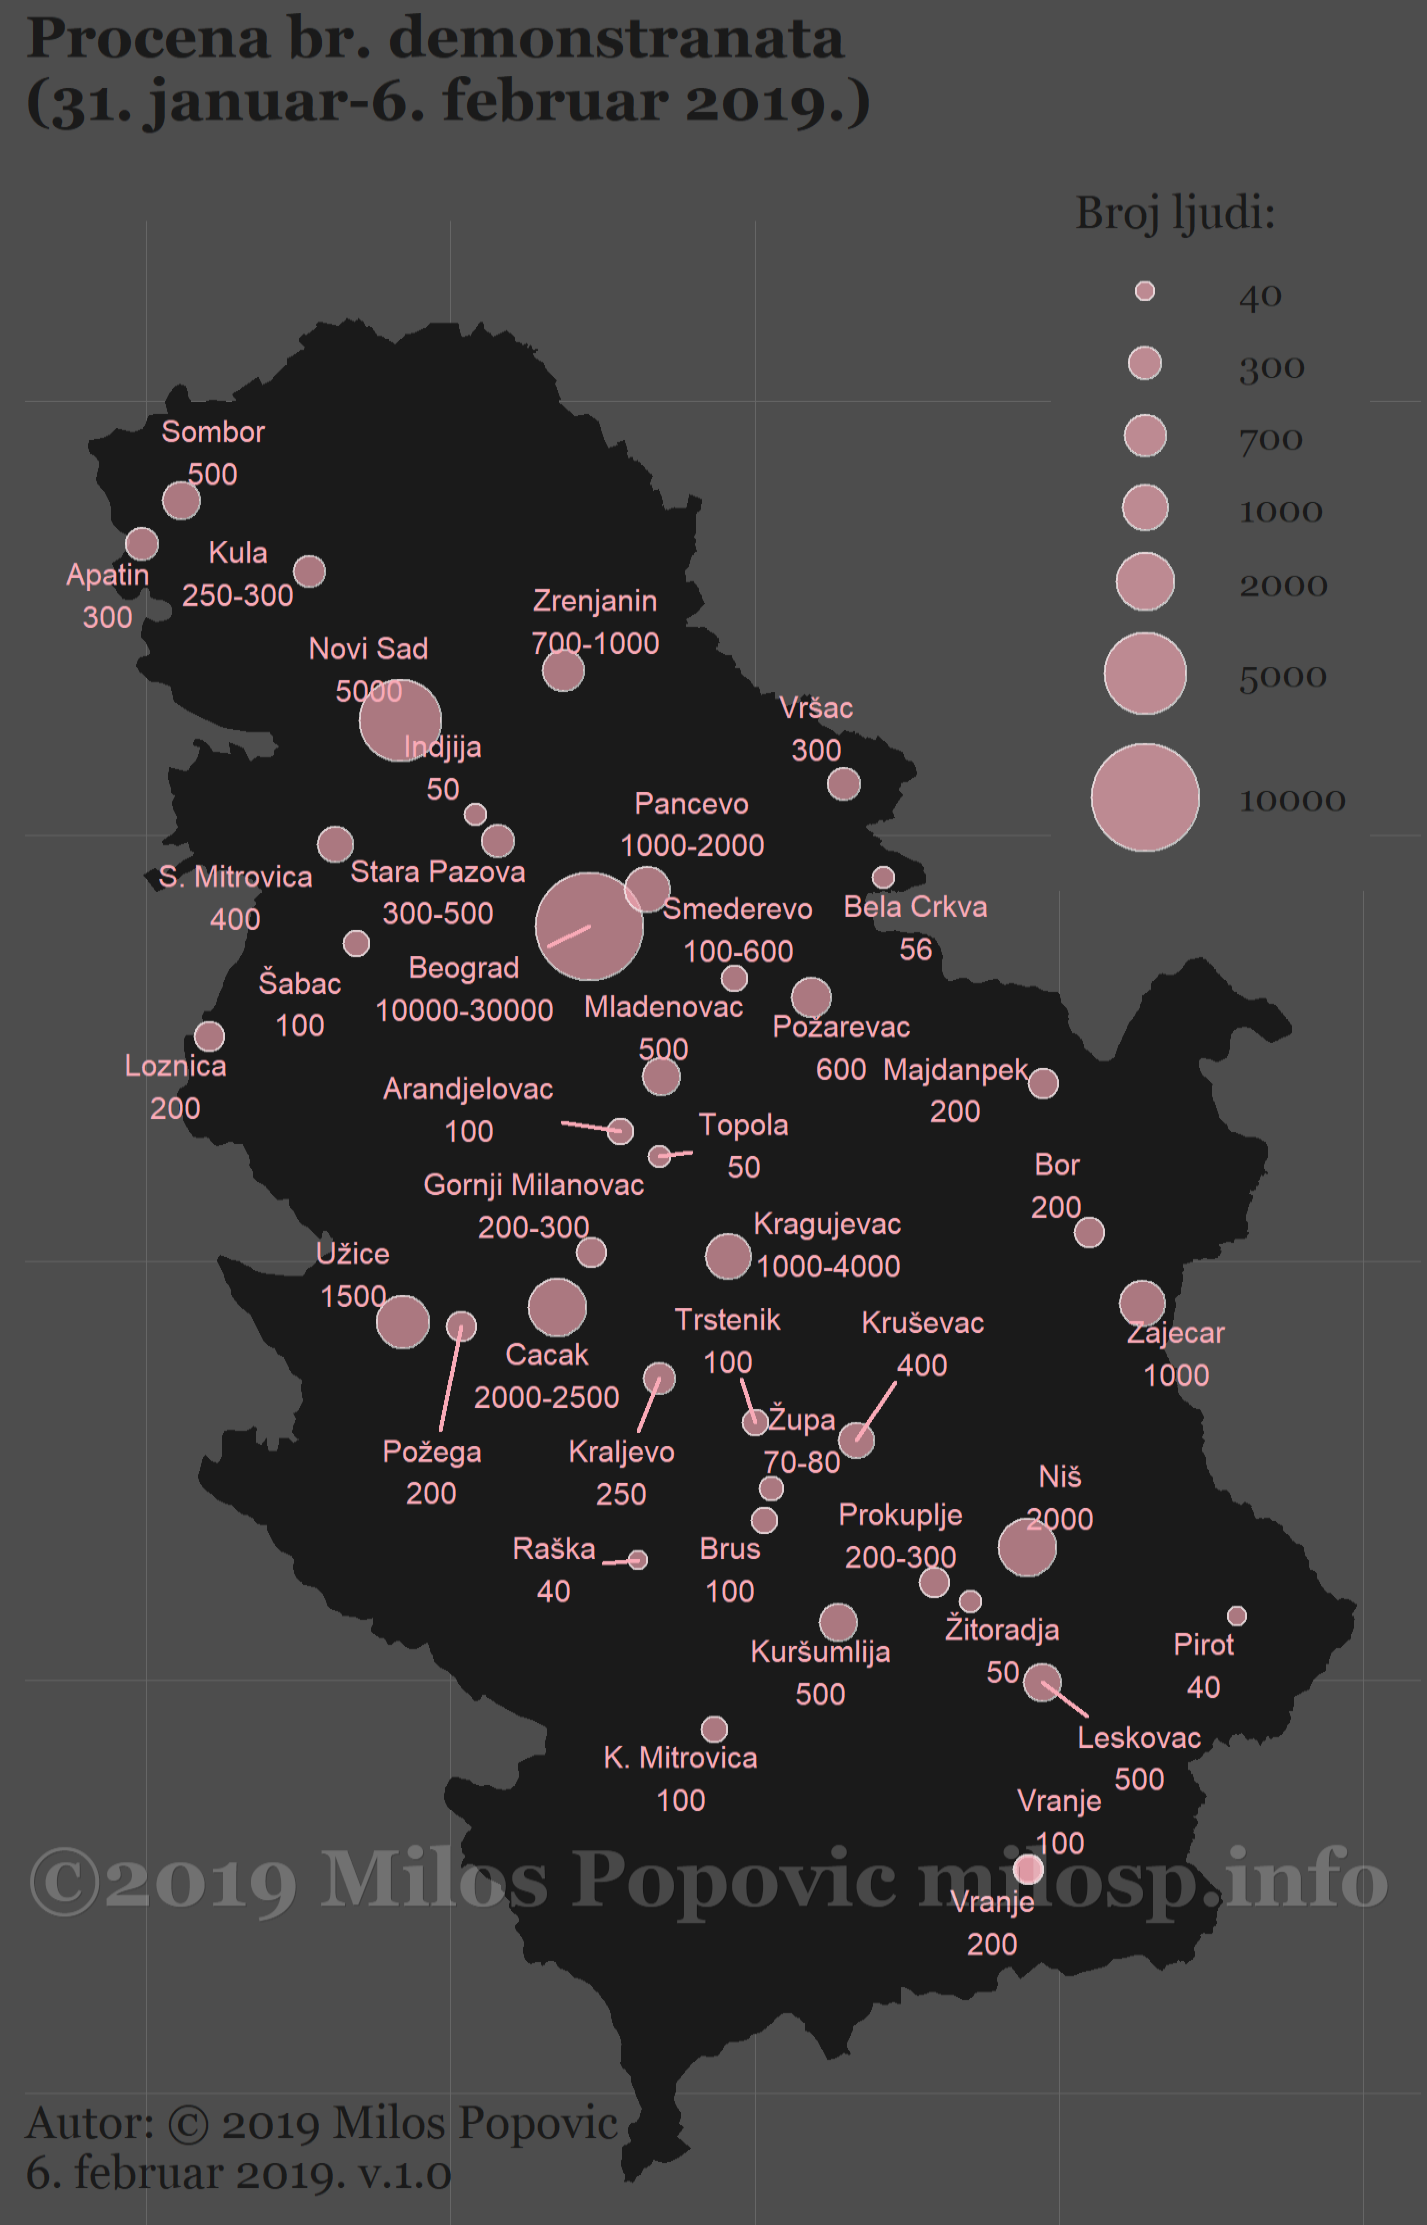 Procena br. demonstranata
(31. januar-6. februar 2019.)
Broj ljudi:
40
300
700
1000
2000
5000
10000
Sombor
500
Apatin
300
Kula
250-300
Zrenjanin
700-1000
Novi Sad
5000
Vršac
300
Indjija
50
Pancevo
1000-2000
S. Mitrovica
400
Stara Pazova
300-500
Smederevo
100-600
Bela Crkva
56
Šabac
100
Beograd
10000-30000
Mladenovac
500
Požarevac
600
Loznica
200
Majdanpek
200
Arandjelovac
100
Topola
50
Bor
200
Gornji Milanovac
200-300
Kragujevac
1000-4000
Užice
1500
Trstenik
100
Kruševac
400
Zajecar
1000
Cacak
2000-2500
Župa
70-80
Požega
200
Kraljevo
250
Niš
2000
Prokuplje
200-300
Raška
40
Brus
100
Žitoradja
50
Pirot
40
Kuršumlija
500
Leskovac
500
K. Mitrovica
100
Vranje
100
©2019 Milos Popovic milosp.info
Vranje
200
Autor: © 2019 Milos Popovic
6. februar 2019. v.1.0